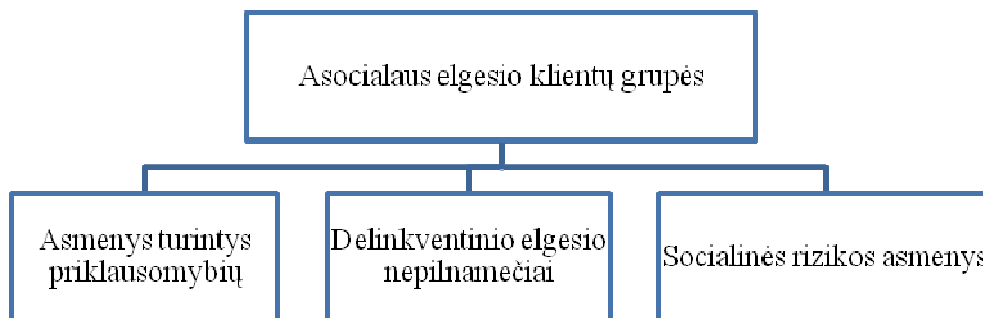 Asocialaus elgesio klientų grupės
Asmenys turintys
priklausomybių
Delinkventinio elgesio
nepilnamečiai
Socialinės rizikos asmenys